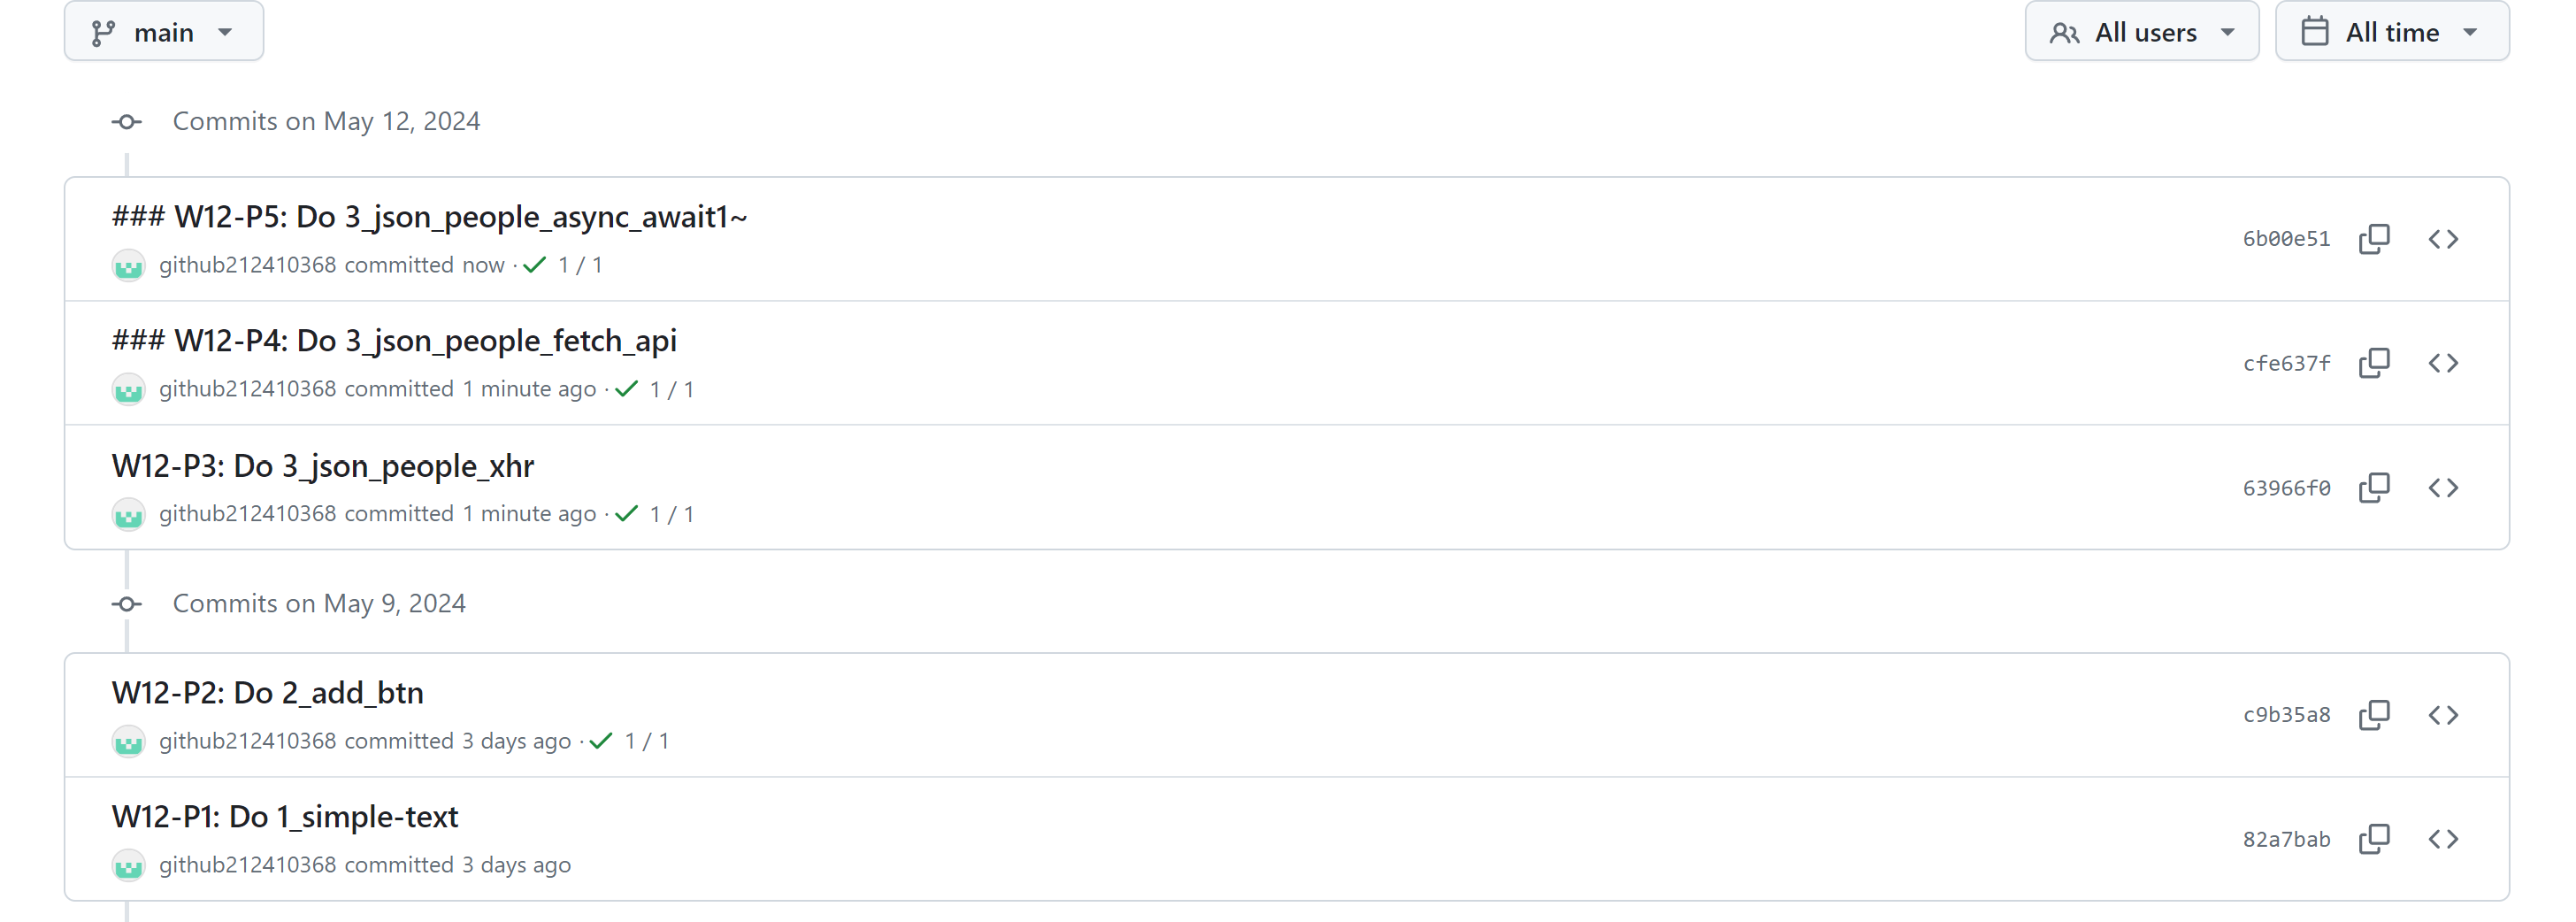 main
All users
All time
Commits on May 12, 2024
### W12-P5: Do 3_json_people_async_await1~
github212410368 committed now · 1 / 1
6b00e51
### W12-P4: Do 3_json_people_fetch_api
github212410368 committed 1 minute ago · 1 / 1
cfe637f
W12-P3: Do 3_json_people_xhr
github212410368 committed 1 minute ago · 1 / 1
63966f0
Commits on May 9, 2024
W12-P2: Do 2_add_btn
github212410368 committed 3 days ago · 1 / 1
c9b35a8
W12-P1: Do 1_simple-text
github212410368 committed 3 days ago
82a7bab